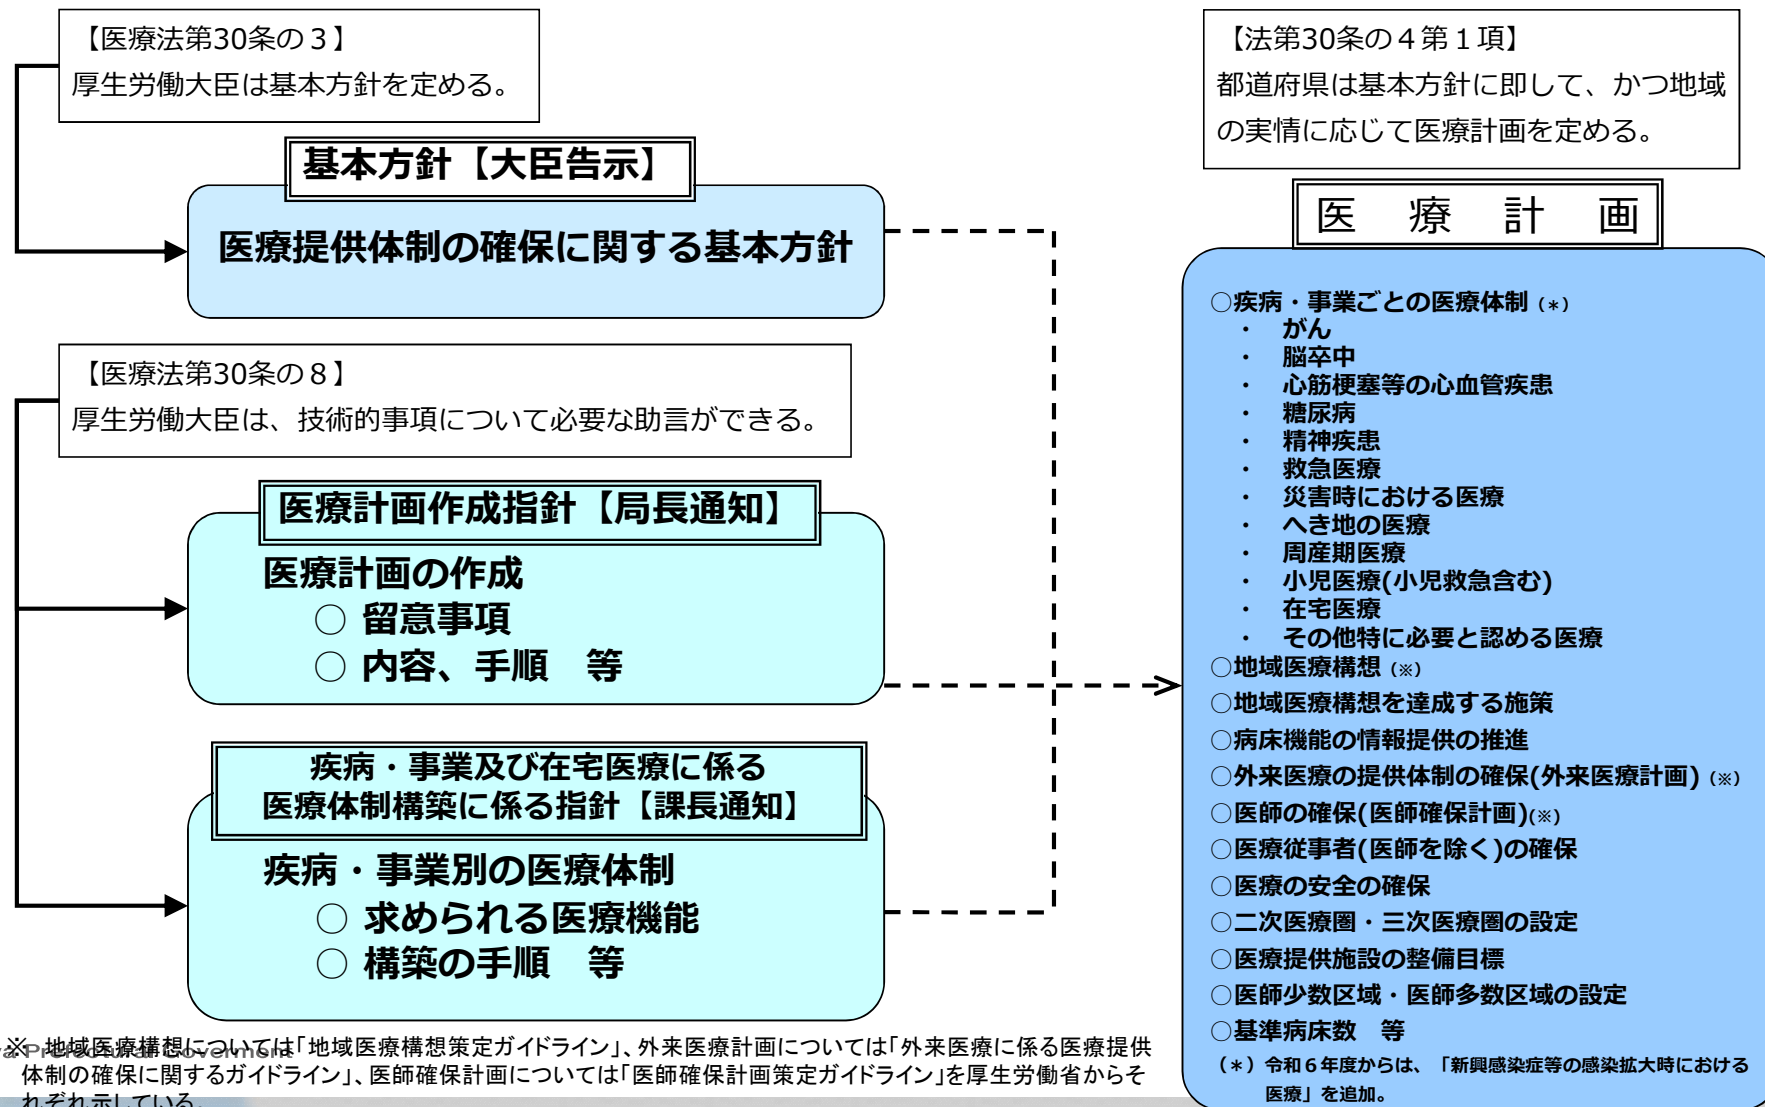 【医療法第30条の３】
厚生労働大臣は基本方針を定める。
基本方針【大臣告示】
医療提供体制の確保に関する基本方針
【医療法第30条の８】
厚生労働大臣は、技術的事項について必要な助言ができる。
医療計画作成指針【局長通知】
医療計画の作成
○ 留意事項
○ 内容、手順　等
疾病・事業及び在宅医療に係る
医療体制構築に係る指針【課長通知】
疾病・事業別の医療体制
○ 求められる医療機能
○ 構築の手順　等
【法第30条の４第１項】
都道府県は基本方針に即して、かつ地域
の実情に応じて医療計画を定める。
医　療　計　画
○疾病・事業ごとの医療体制（*）
・　がん
・　脳卒中
・　心筋梗塞等の心血管疾患
・　糖尿病
・　精神疾患
・　救急医療
・　災害時における医療
・　へき地の医療
・　周産期医療
・　小児医療(小児救急含む)
・　在宅医療
・　その他特に必要と認める医療
○地域医療構想（※）
○地域医療構想を達成する施策
○病床機能の情報提供の推進
○外来医療の提供体制の確保(外来医療計画)（※）
○医師の確保(医師確保計画)(※)
○医療従事者(医師を除く)の確保
○医療の安全の確保
○二次医療圏・三次医療圏の設定
○医療提供施設の整備目標
○医師少数区域・医師多数区域の設定
○基準病床数　等
（*）令和６年度からは、「新興感染症等の感染拡大時における
医療」を追加。
※　地域医療構想については「地域医療構想策定ガイドライン」、外来医療計画については「外来医療に係る医療提供
体制の確保に関するガイドライン」、医師確保計画については「医師確保計画策定ガイドライン」を厚生労働省からそ
れぞれ示している。
Prefectural Goverment